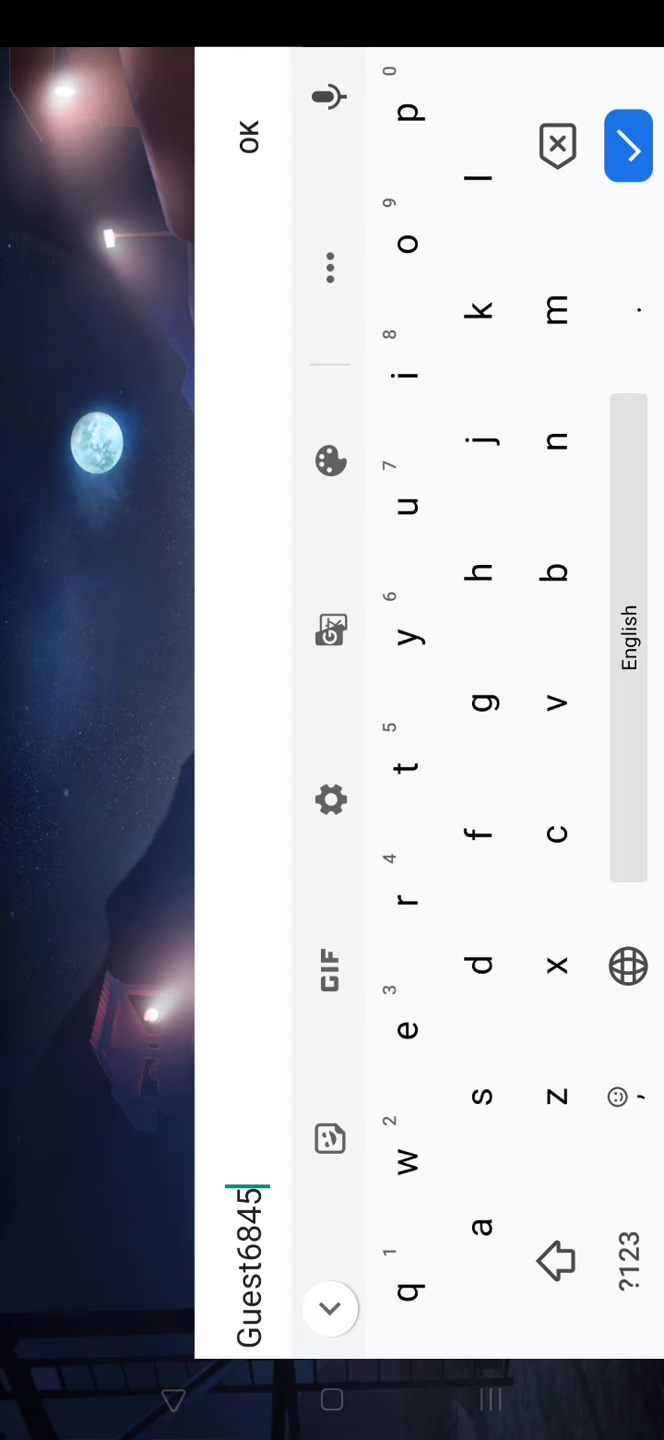 Guest6845 OK
GIF
q 1 w 2 e 3 r 4 t 5 y 6 u 7 i 8 o 9 p 0
a s d f g h j k l
z x c v b n m
?123 , English .